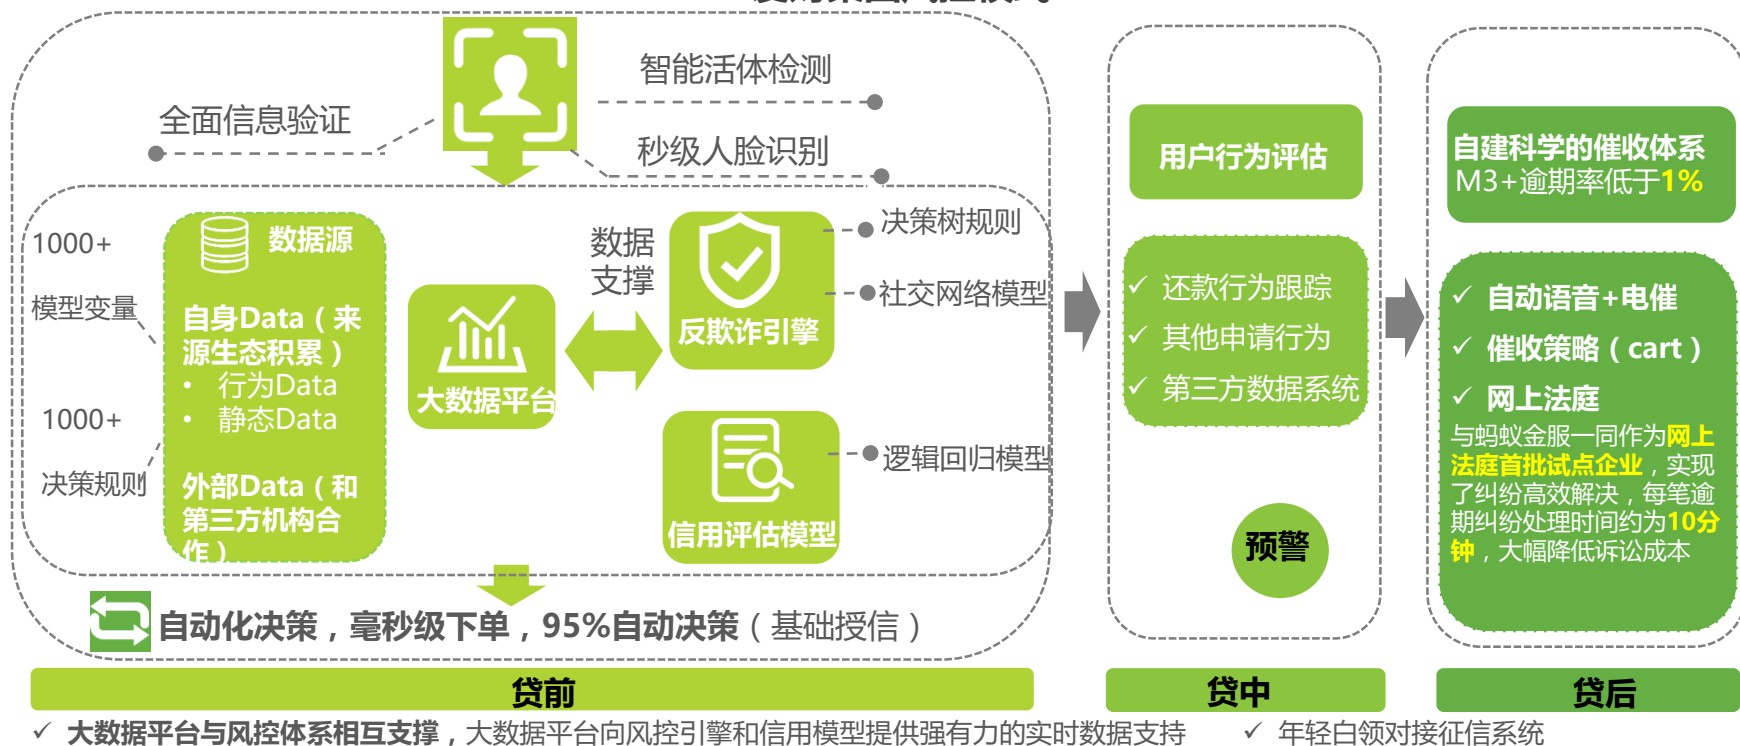 智能活体检测
全面信息验证
秒级人脸识别
1000+
模型变量
1000+
决策规则
数据源
自身Data（来
源生态积累）
• 行为Data
• 静态Data
外部Data（和
第三方机构合
作）
大数据平台
数据
支撑
反欺诈引擎
决策树规则
社交网络模型
信用评估模型
逻辑回归模型
自动化决策，毫秒级下单，95%自动决策（基础授信）
用户行为评估
✓ 还款行为跟踪
✓ 其他申请行为
✓ 第三方数据系统
预警
自建科学的催收体系
M3+逾期率低于1%
✓ 自动语音+电催
✓ 催收策略（cart）
✓ 网上法庭
与蚂蚁金服一同作为网上
法庭首批试点企业，实现
了纠纷高效解决，每笔逾
期纠纷处理时间约为10分
钟，大幅降低诉讼成本
贷前
贷中
贷后
✓ 大数据平台与风控体系相互支撑，大数据平台向风控引擎和信用模型提供强有力的实时数据支持
✓ 年轻白领对接征信系统